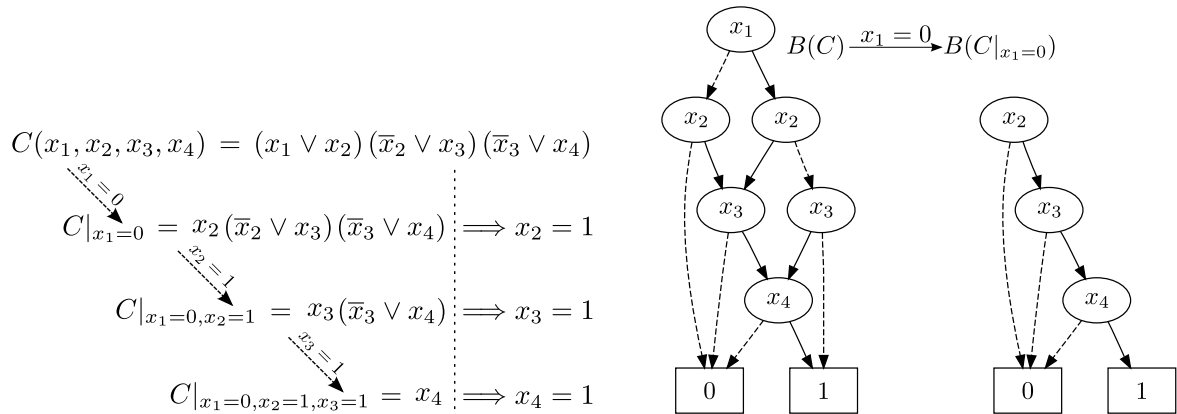 C(x₁, x₂, x₃, x₄) = (x₁ ∨ x₂) (x̅₂ ∨ x₃) (x̅₃ ∨ x₄)
x₁ = 0
C|ₓ₁₌₀ = x₂ (x̅₂ ∨ x₃) (x̅₃ ∨ x₄) ⟹ x₂ = 1
x₂ = 1
C|ₓ₁₌₀,ₓ₂₌₁ = x₃ (x̅₃ ∨ x₄) ⟹ x₃ = 1
x₃ = 1
C|ₓ₁₌₀,ₓ₂₌₁,ₓ₃₌₁ = x₄ ⟹ x₄ = 1
x₁
B(C) x₁ = 0 B(C|ₓ₁₌₀)
x₂ x₂
x₃ x₃
x₄
0 1
x₂
x₃
x₄
0 1